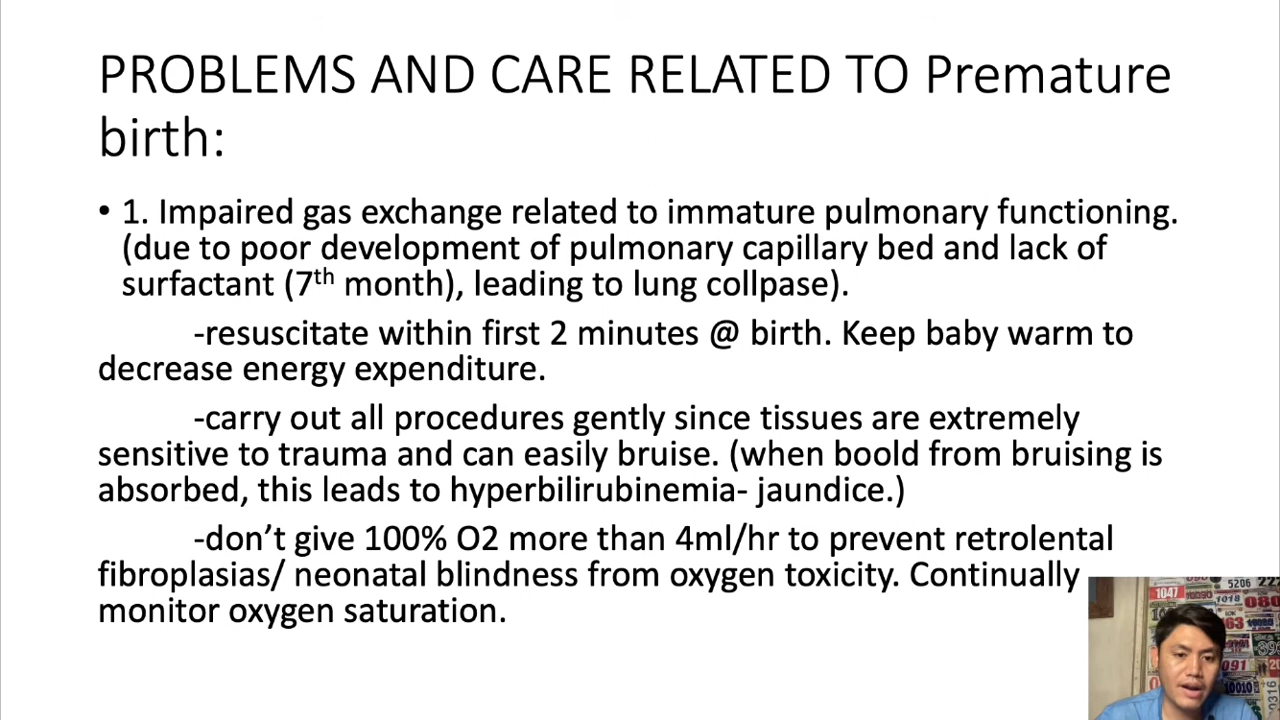 PROBLEMS AND CARE RELATED TO Premature
birth:
• 1. Impaired gas exchange related to immature pulmonary functioning.
(due to poor development of pulmonary capillary bed and lack of
surfactant (7th month), leading to lung collpase).
-resuscitate within first 2 minutes @ birth. Keep baby warm to
decrease energy expenditure.
-carry out all procedures gently since tissues are extremely
sensitive to trauma and can easily bruise. (when boold from bruising is
absorbed, this leads to hyperbilirubinemia- jaundice.)
-don’t give 100% O2 more than 4ml/hr to prevent retrolental
fibroplasias/ neonatal blindness from oxygen toxicity. Continually
monitor oxygen saturation.
5206
1047
1018
091
10010